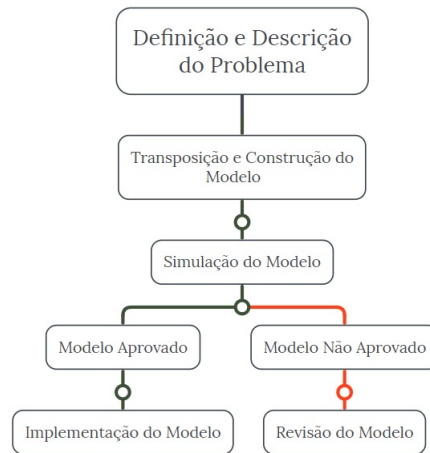 Definição e Descrição
do Problema
Transposição e Construção do
Modelo
Simulação do Modelo
Modelo Aprovado
Modelo Não Aprovado
Implementação do Modelo
Revisão do Modelo